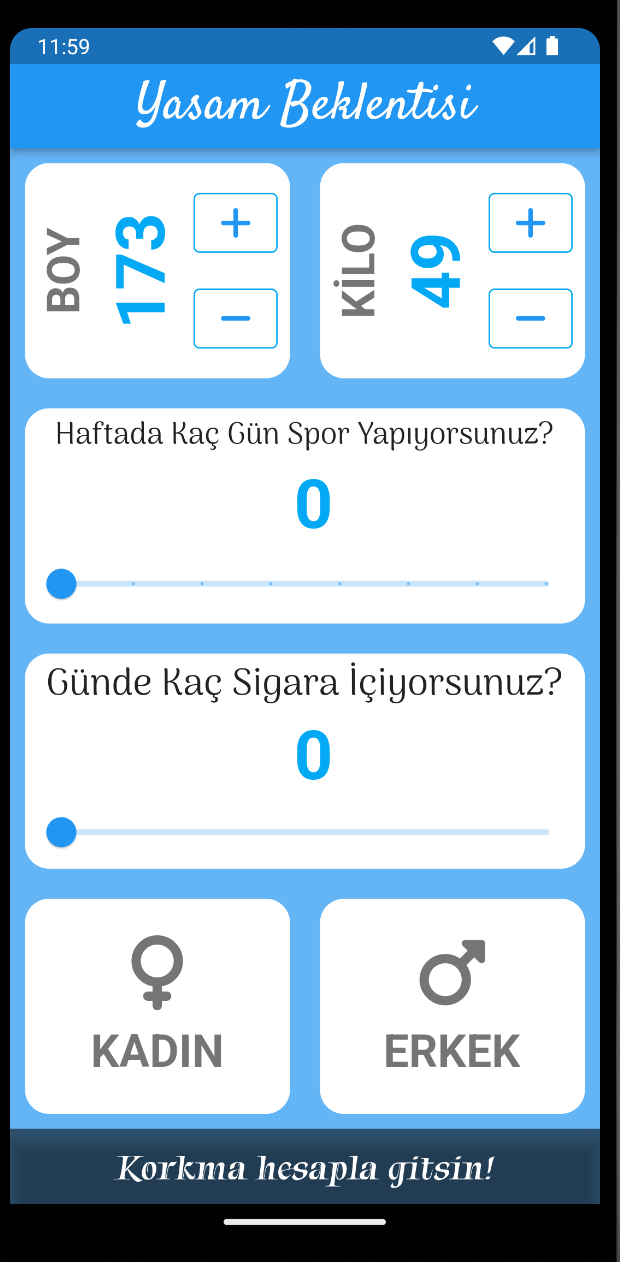 11:59
Yasam Beklentisi
BOY
173
+
−
KİLO
49
+
−
Haftada Kaç Gün Spor Yapıyorsunuz?
0
Günde Kaç Sigara İçiyorsunuz?
0
KADIN
ERKEK
Korkma hesapla gitsin!